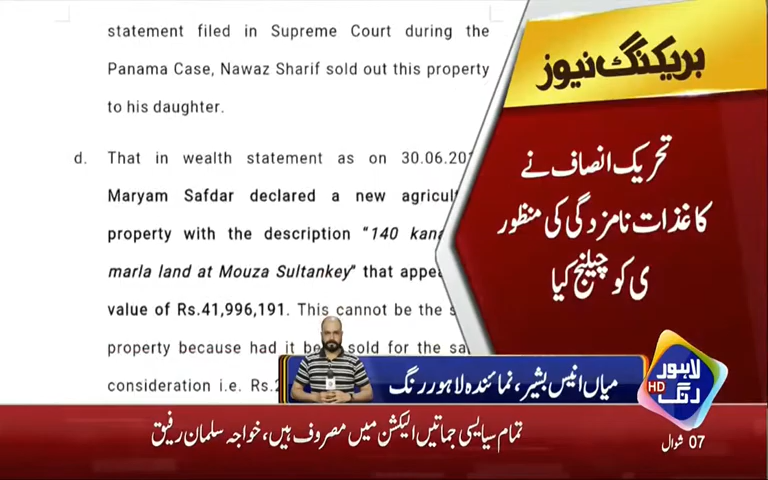 statement filed in Supreme Court during the
Panama Case, Nawaz Sharif sold out this property
to his daughter.
d. That in wealth statement as on 30.06.20
Maryam Safdar declared a new agricul
property with the description "140 kana
marla land at Mouza Sultankey" that appe
value of Rs.41,996,191. This cannot be the s
property because had it be sold for the sa
consideration i.e. Rs.2
بریکنگ نیوز
تحریک انصاف نے
کاغذات نامزدگی کی منظور
ی کو چیلنج کیا
میاں انیس بشیر، نمائندہ لاہور رنگ
لاہور
رنگ
HD
تمام سیاسی جماتیں الیکشن میں مصروف ہیں، خواجہ سلمان رفیق
07 شوال